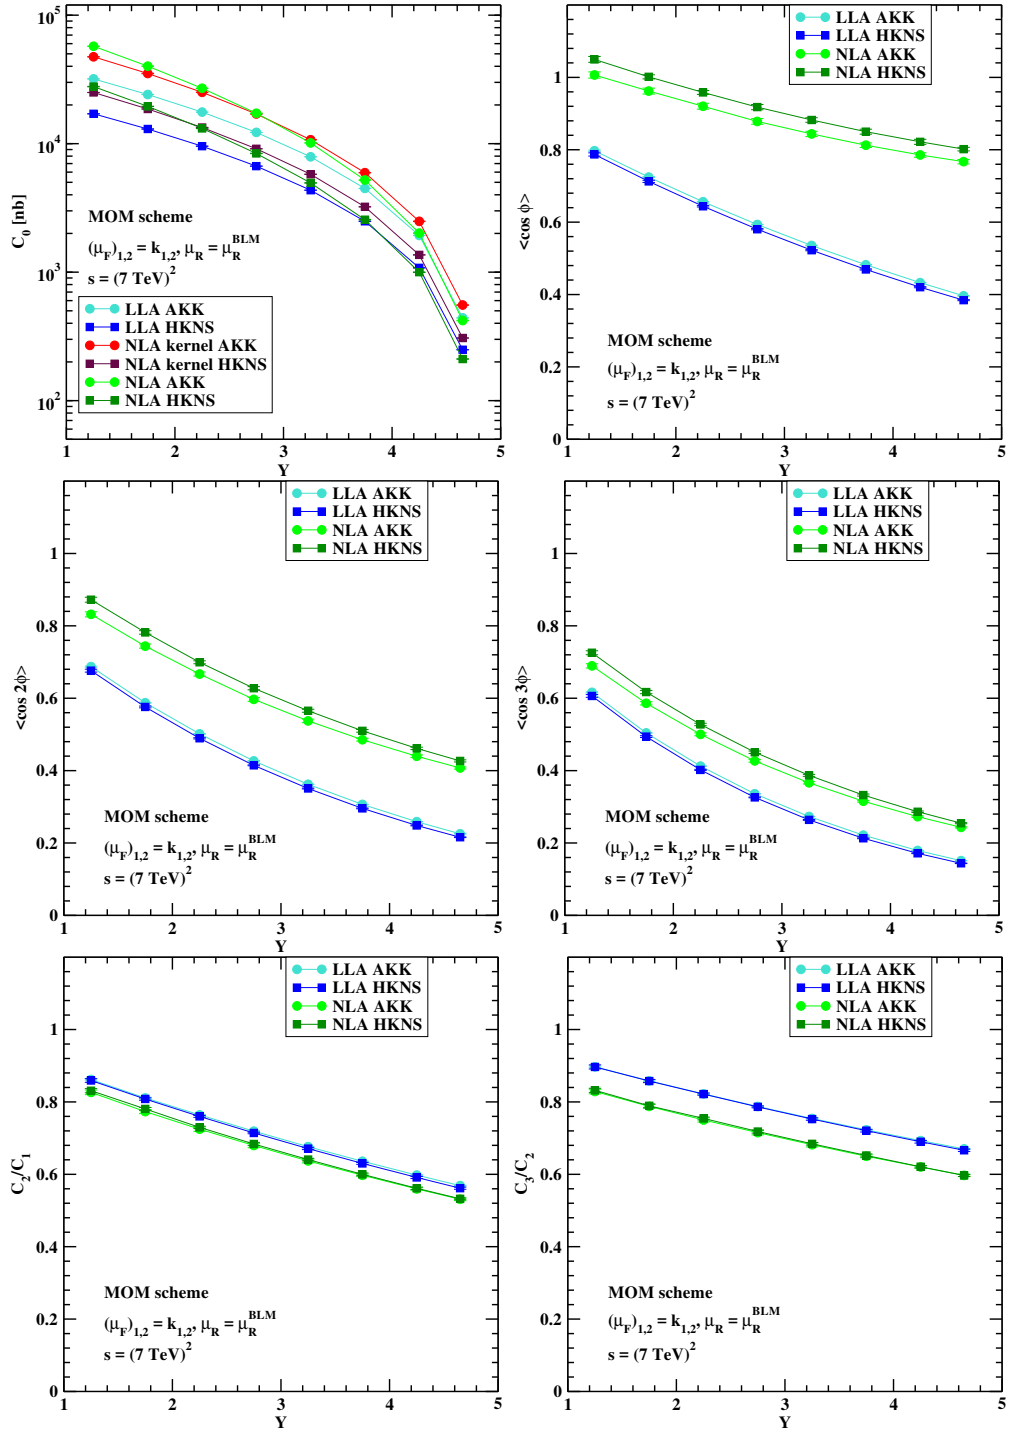 10^5
10^4
10^3
10^2
C_0 [nb]
MOM scheme
(μ_F)_{1,2} = k_{1,2}, μ_R = μ_R^{BLM}
s = (7 TeV)^2
LLA AKK
LLA HKNS
NLA kernel AKK
NLA kernel HKNS
NLA AKK
NLA HKNS
1 2 3 4 5
Y
LLA AKK
LLA HKNS
NLA AKK
NLA HKNS
1
0.8
0.6
0.4
0.2
0
<cos φ>
MOM scheme
(μ_F)_{1,2} = k_{1,2}, μ_R = μ_R^{BLM}
s = (7 TeV)^2
1 2 3 4 5
Y
LLA AKK
LLA HKNS
NLA AKK
NLA HKNS
1
0.8
0.6
0.4
0.2
0
<cos 2φ>
MOM scheme
(μ_F)_{1,2} = k_{1,2}, μ_R = μ_R^{BLM}
s = (7 TeV)^2
1 2 3 4 5
Y
LLA AKK
LLA HKNS
NLA AKK
NLA HKNS
1
0.8
0.6
0.4
0.2
0
<cos 3φ>
MOM scheme
(μ_F)_{1,2} = k_{1,2}, μ_R = μ_R^{BLM}
s = (7 TeV)^2
1 2 3 4 5
Y
LLA AKK
LLA HKNS
NLA AKK
NLA HKNS
1
0.8
0.6
0.4
0.2
0
C_2/C_1
MOM scheme
(μ_F)_{1,2} = k_{1,2}, μ_R = μ_R^{BLM}
s = (7 TeV)^2
1 2 3 4 5
Y
LLA AKK
LLA HKNS
NLA AKK
NLA HKNS
1
0.8
0.6
0.4
0.2
0
C_3/C_2
MOM scheme
(μ_F)_{1,2} = k_{1,2}, μ_R = μ_R^{BLM}
s = (7 TeV)^2
1 2 3 4 5
Y